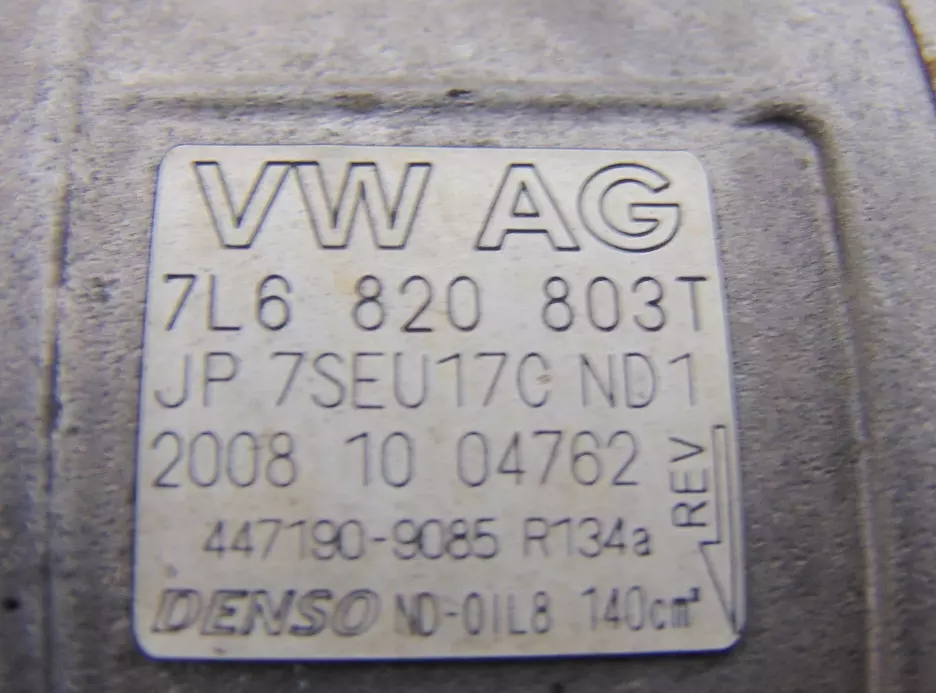 VW AG
7L6 820 803T
JP 7SEU17C ND1
2008 10 04762
REV
447190-9085 R134a
DENSO ND-OIL8 140cm³